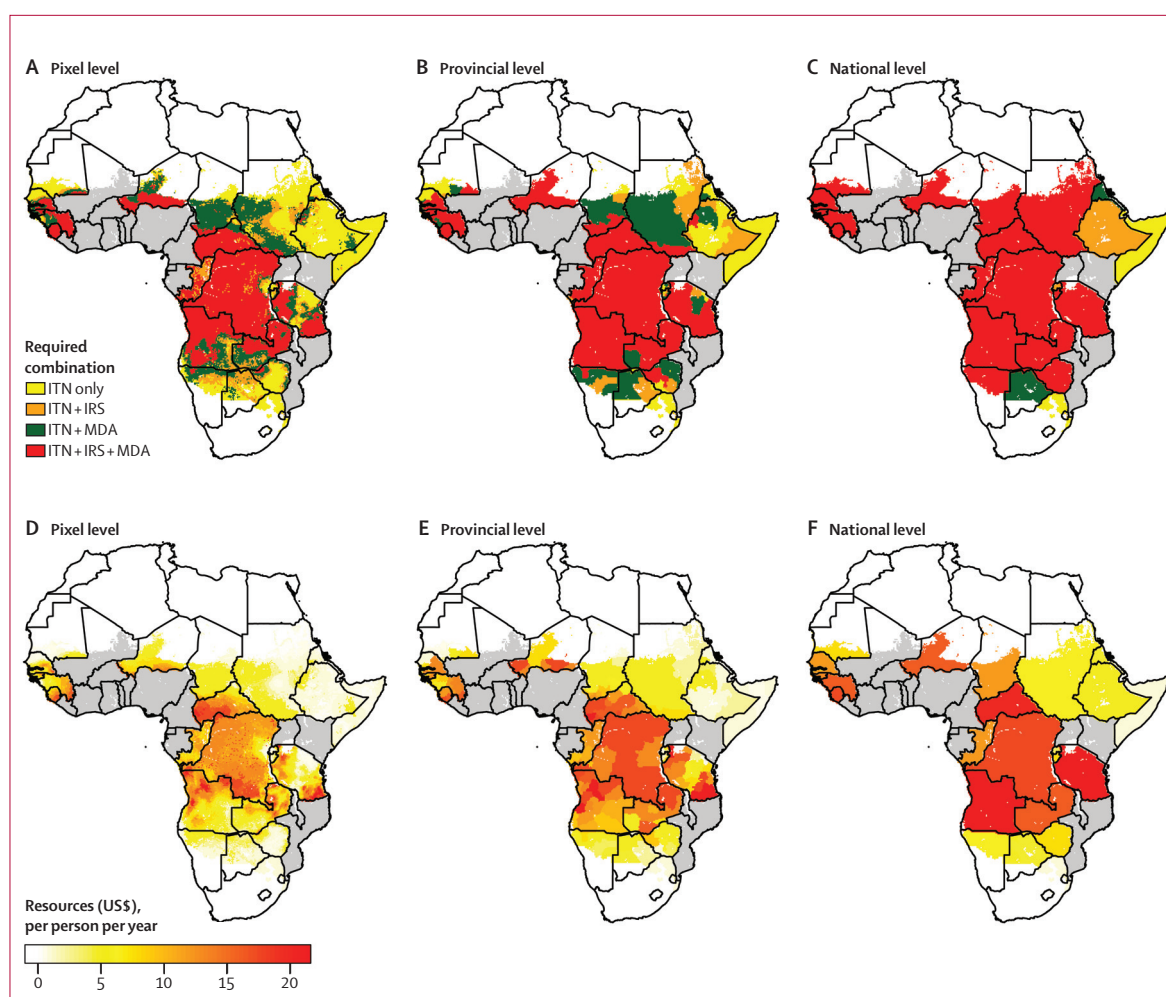 A Pixel level
B Provincial level
C National level
Required
combination
ITN only
ITN + IRS
ITN + MDA
ITN + IRS + MDA
D Pixel level
E Provincial level
F National level
Resources (US$),
per person per year
0 5 10 15 20